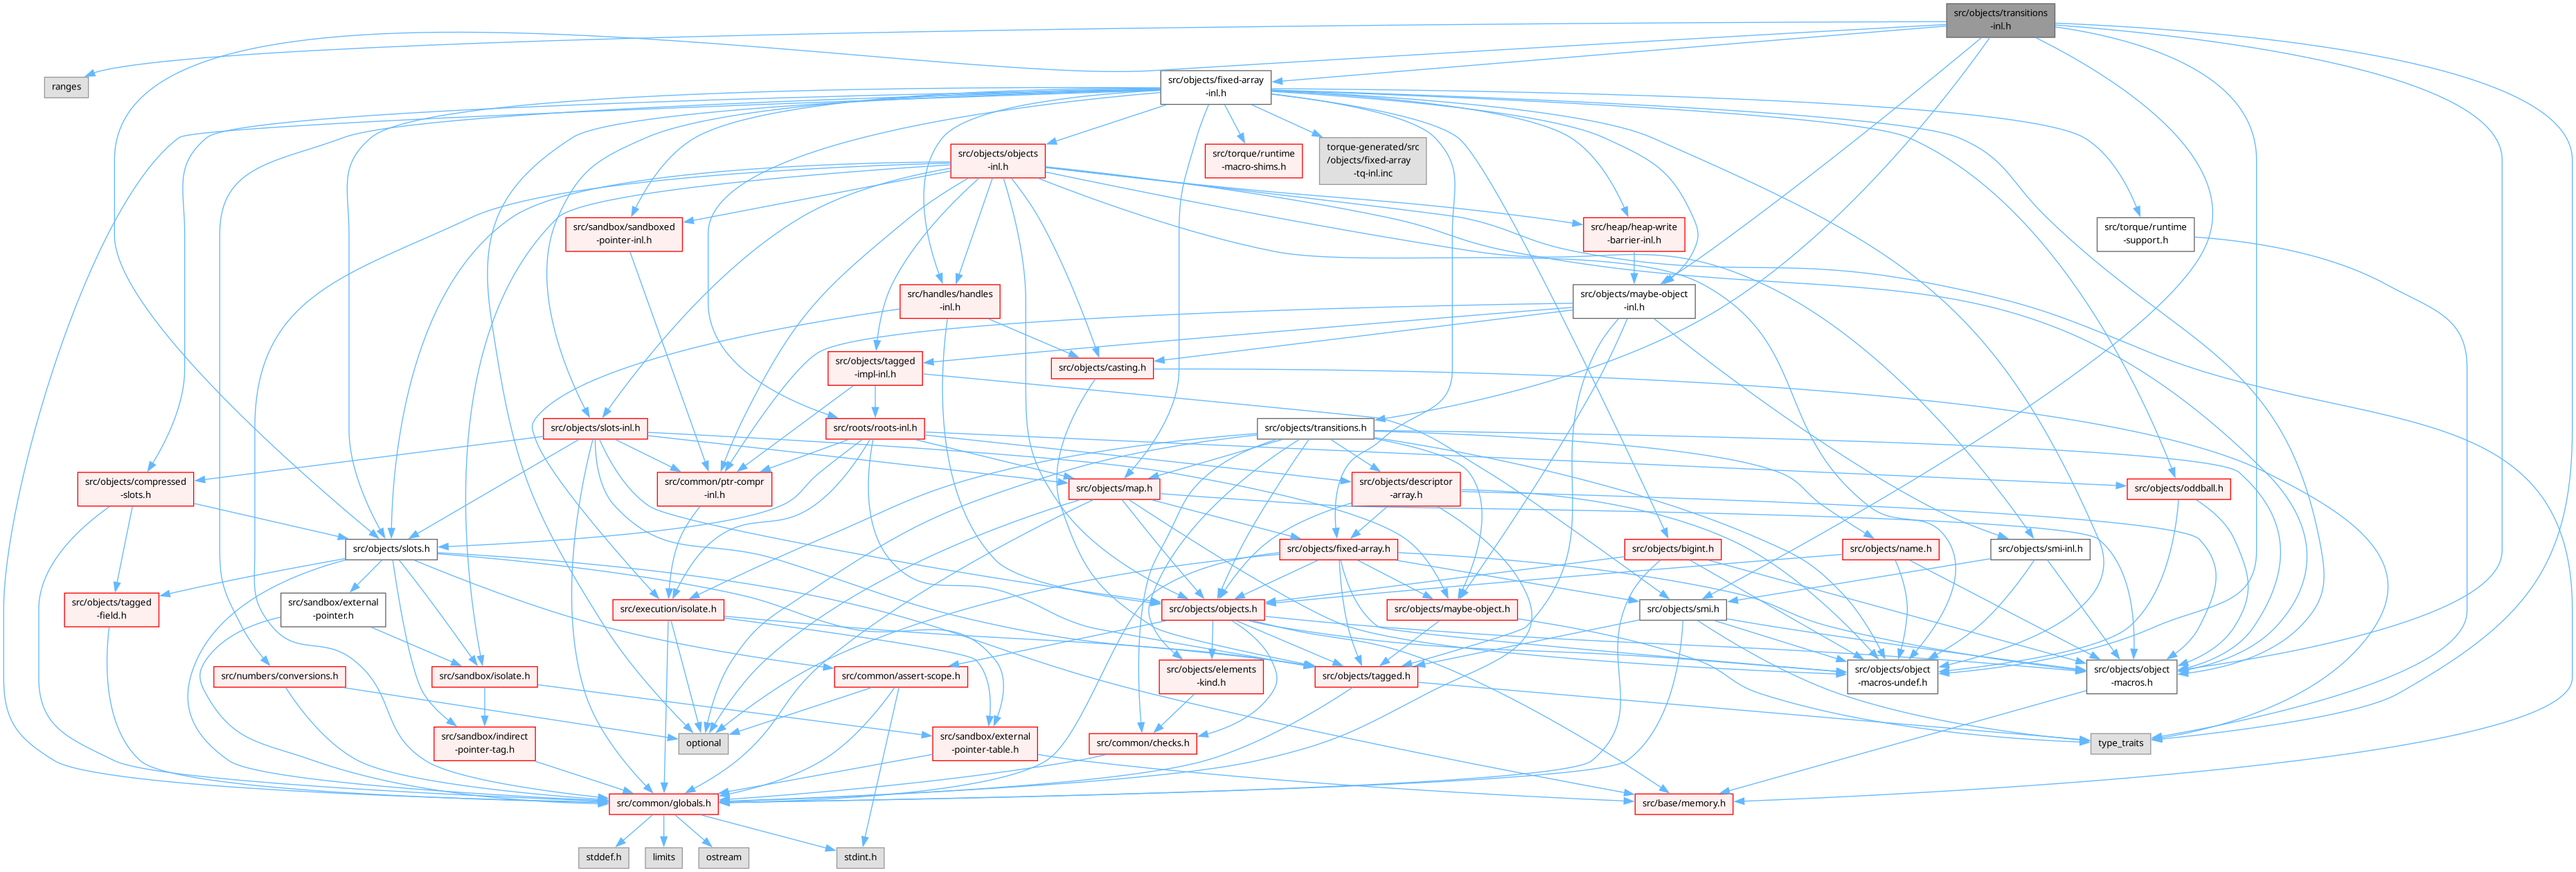 src/objects/transitions
-inl.h
ranges
src/objects/fixed-array
-inl.h
src/objects/objects
-inl.h
src/torque/runtime
-macro-shims.h
torque-generated/src
/objects/fixed-array
-tq-inl.inc
src/sandbox/sandboxed
-pointer-inl.h
src/heap/heap-write
-barrier-inl.h
src/torque/runtime
-support.h
src/handles/handles
-inl.h
src/objects/maybe-object
-inl.h
src/objects/tagged
-impl-inl.h
src/objects/casting.h
src/objects/slots-inl.h
src/roots/roots-inl.h
src/objects/transitions.h
src/objects/compressed
-slots.h
src/common/ptr-compr
-inl.h
src/objects/map.h
src/objects/descriptor
-array.h
src/objects/oddball.h
src/objects/slots.h
src/objects/fixed-array.h
src/objects/bigint.h
src/objects/name.h
src/objects/smi-inl.h
src/objects/tagged
-field.h
src/sandbox/external
-pointer.h
src/execution/isolate.h
src/objects/objects.h
src/objects/maybe-object.h
src/objects/smi.h
src/numbers/conversions.h
src/sandbox/isolate.h
src/common/assert-scope.h
src/objects/elements
-kind.h
src/objects/tagged.h
src/objects/object
-macros-undef.h
src/objects/object
-macros.h
src/sandbox/indirect
-pointer-tag.h
optional
src/sandbox/external
-pointer-table.h
src/common/checks.h
type_traits
src/common/globals.h
src/base/memory.h
stddef.h
limits
ostream
stdint.h